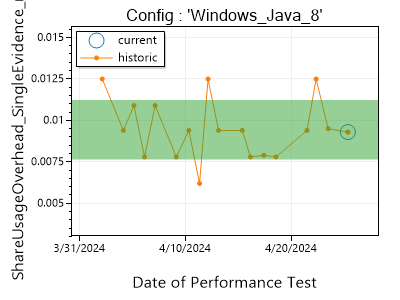 Config : 'Windows_Java_8'
ShareUsageOverhead_SingleEvidence_
current
historic
0.015
0.0125
0.01
0.0075
0.005
3/31/2024
4/10/2024
4/20/2024
Date of Performance Test